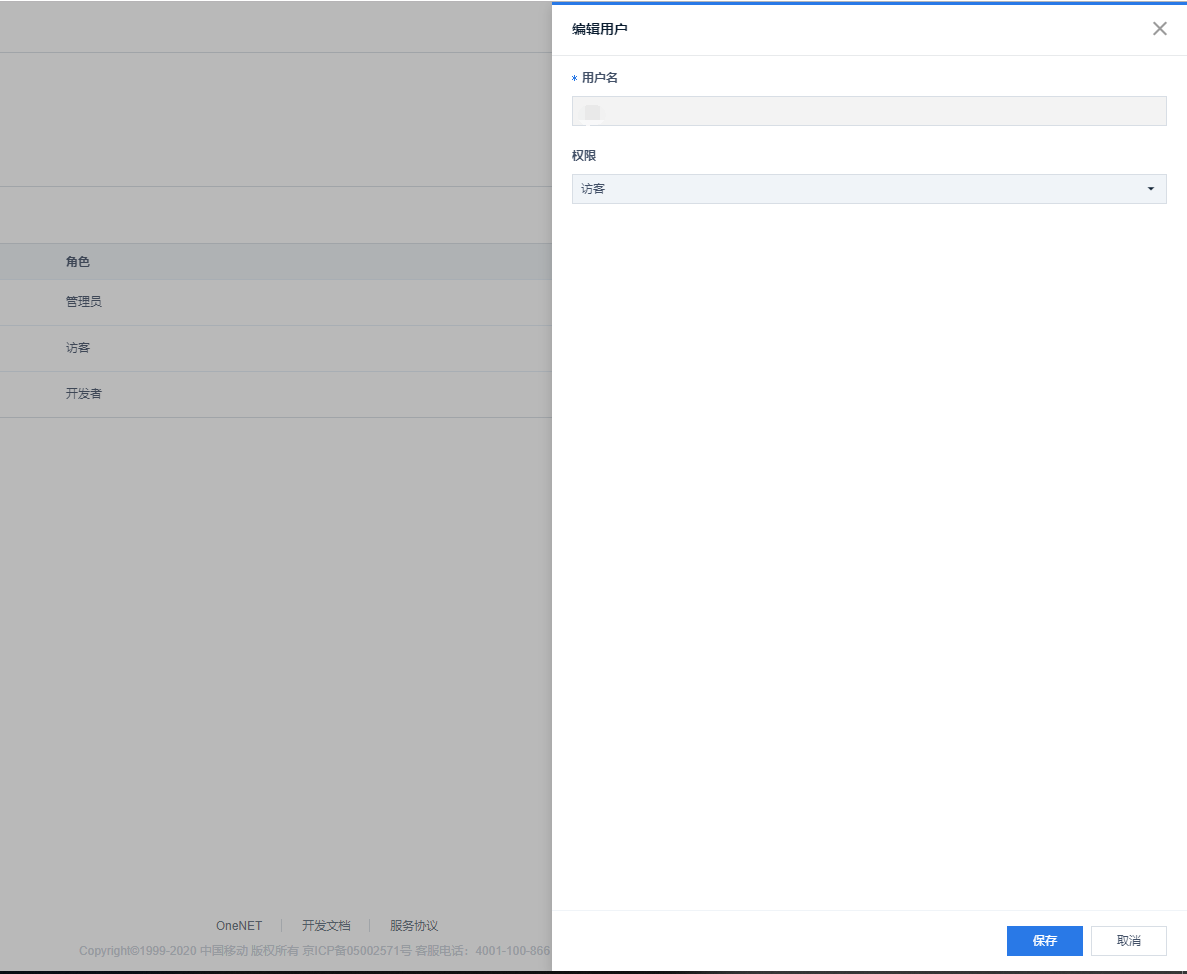 编辑用户
* 用户名
权限
访客
角色
管理员
访客
开发者
OneNET 开发文档 服务协议
Copyright©1999-2020 中国移动 版权所有 京ICP备05002571号 客服电话：4001-100-866
保存 取消